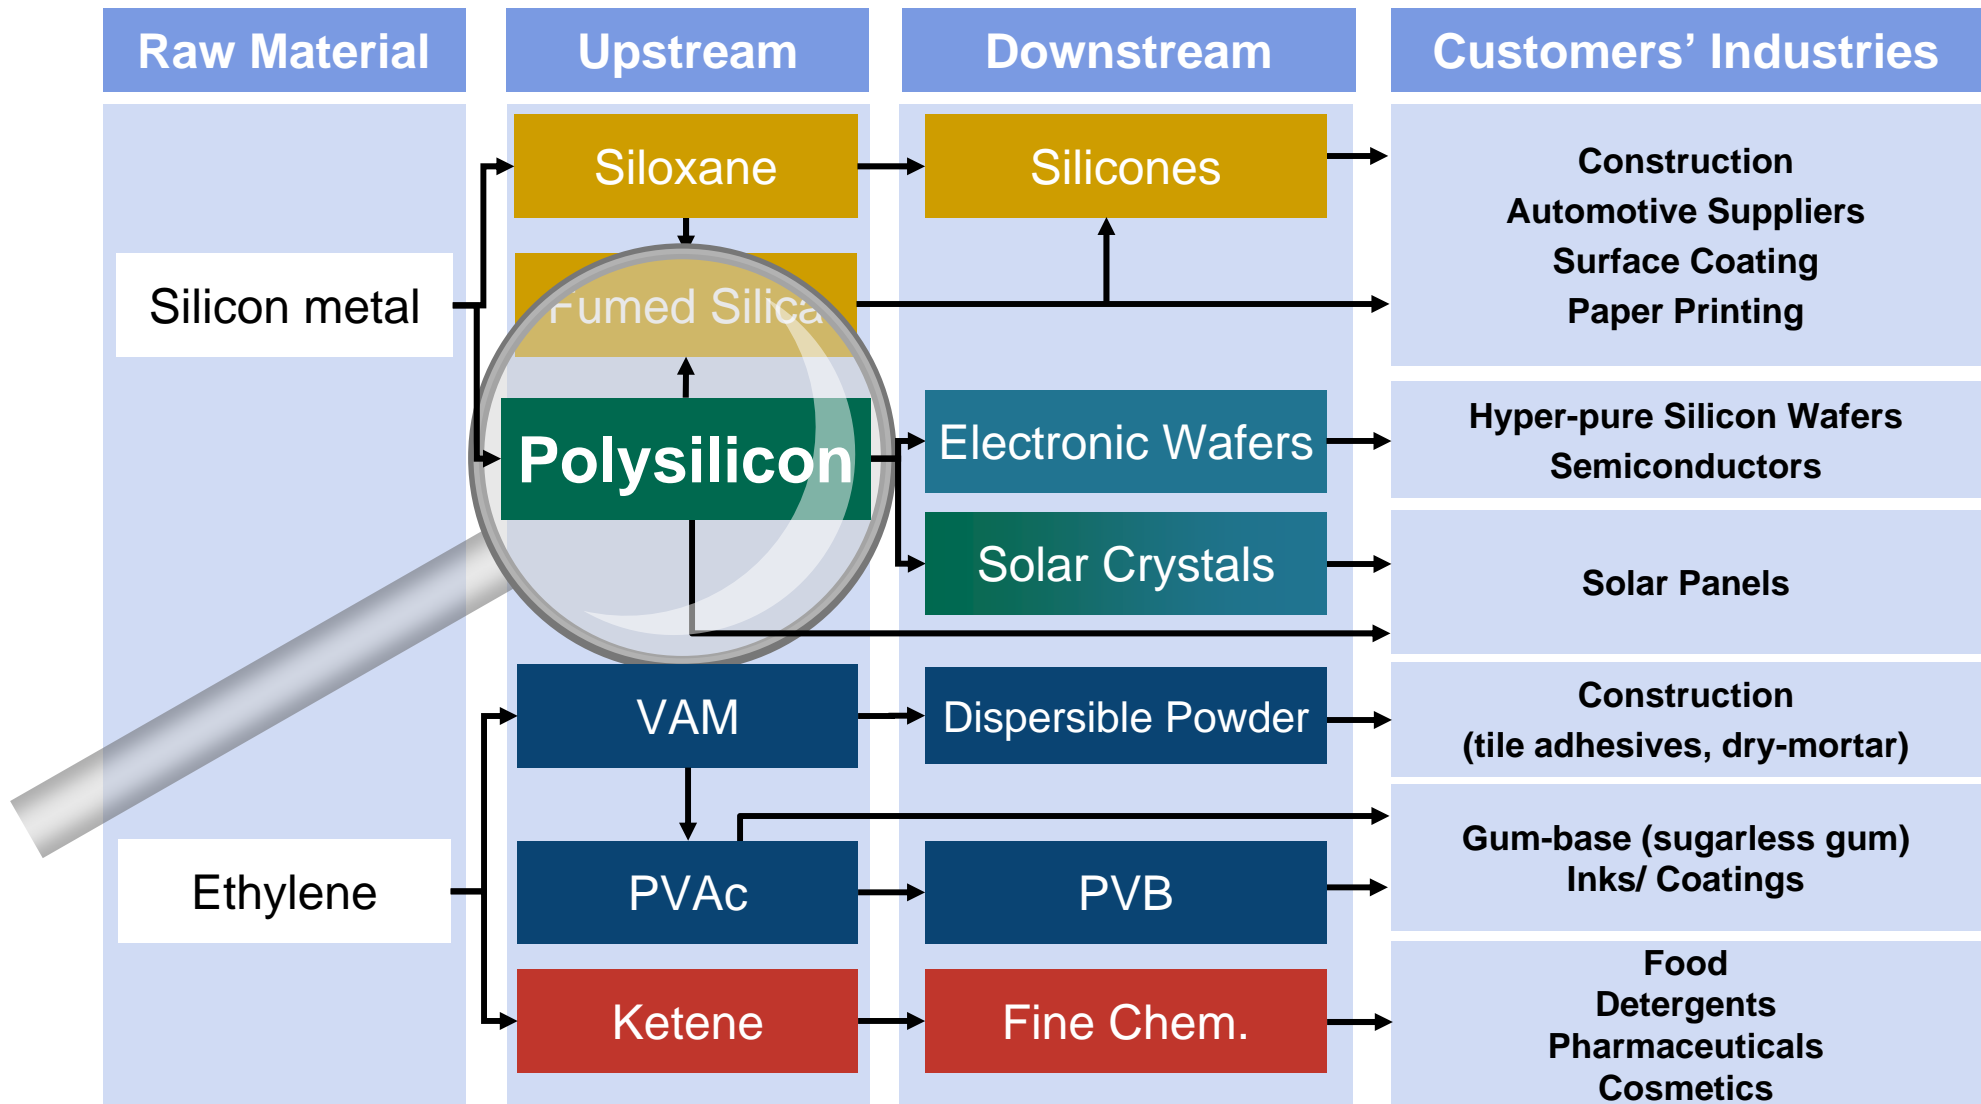 Raw Material
Upstream
Downstream
Customers’ Industries
Silicon metal
Siloxane
Silicones
Construction
Automotive Suppliers
Surface Coating
Paper Printing
Fumed Silica
Polysilicon
Electronic Wafers
Hyper-pure Silicon Wafers
Semiconductors
Solar Crystals
Solar Panels
Ethylene
VAM
Dispersible Powder
Construction
(tile adhesives, dry-mortar)
PVAc
PVB
Gum-base (sugarless gum)
Inks/ Coatings
Ketene
Fine Chem.
Food
Detergents
Pharmaceuticals
Cosmetics